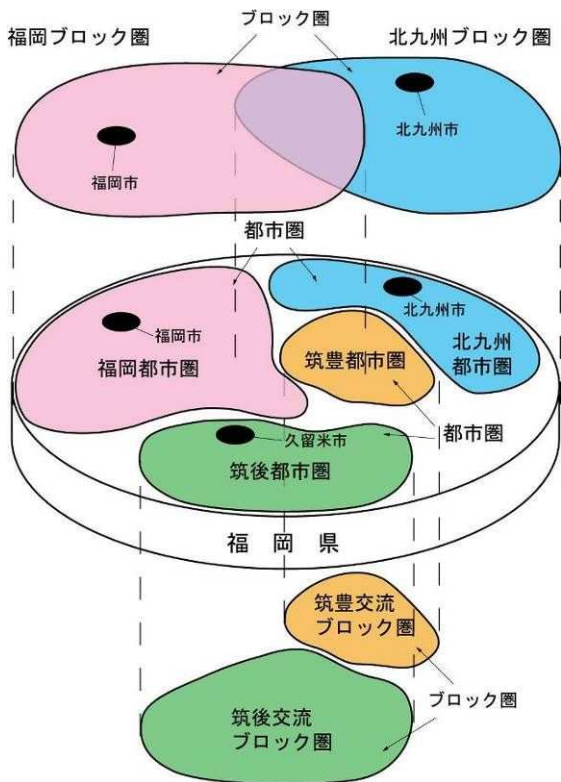 ブロック圏
福岡ブロック圏
北九州ブロック圏
北九州市
福岡市
都市圏
福岡市
北九州市
福岡都市圏
筑豊都市圏
北九州
都市圏
都市圏
久留米市
筑後都市圏
福岡県
筑豊交流
ブロック圏
ブロック圏
筑後交流
ブロック圏